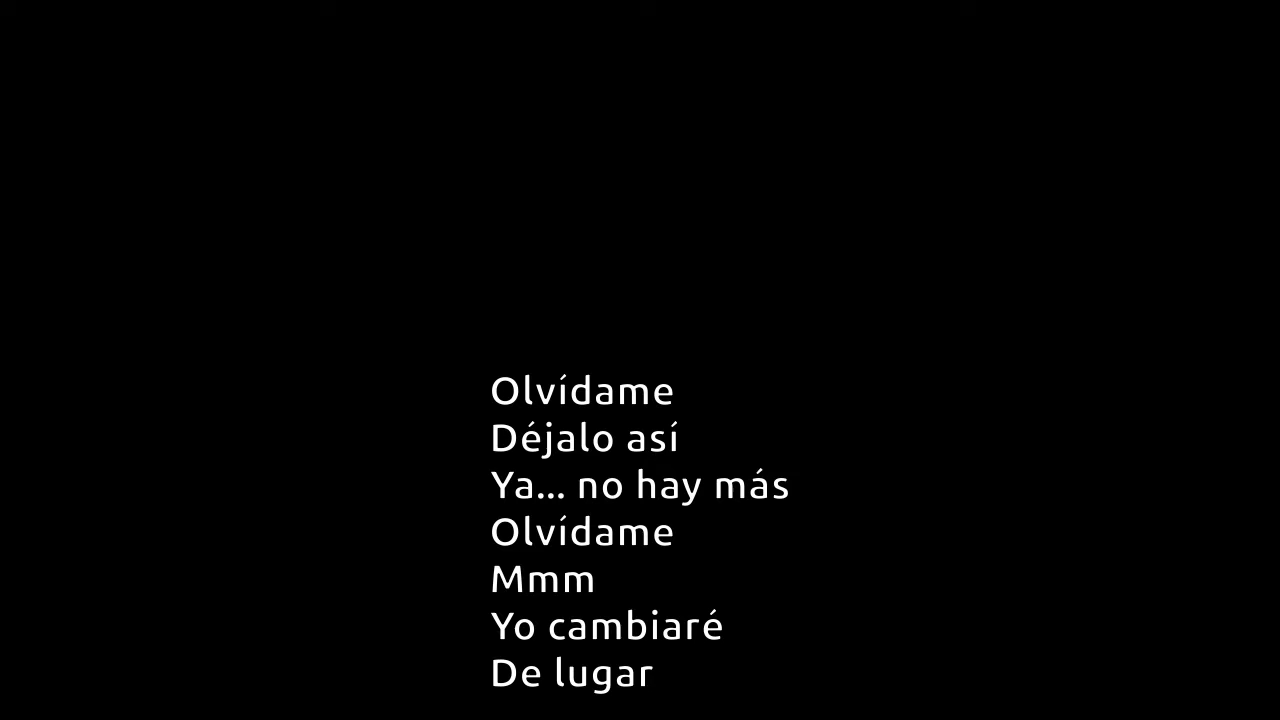 Olvídame
Déjalo así
Ya... no hay más
Olvídame
Mmm
Yo cambiaré
De lugar